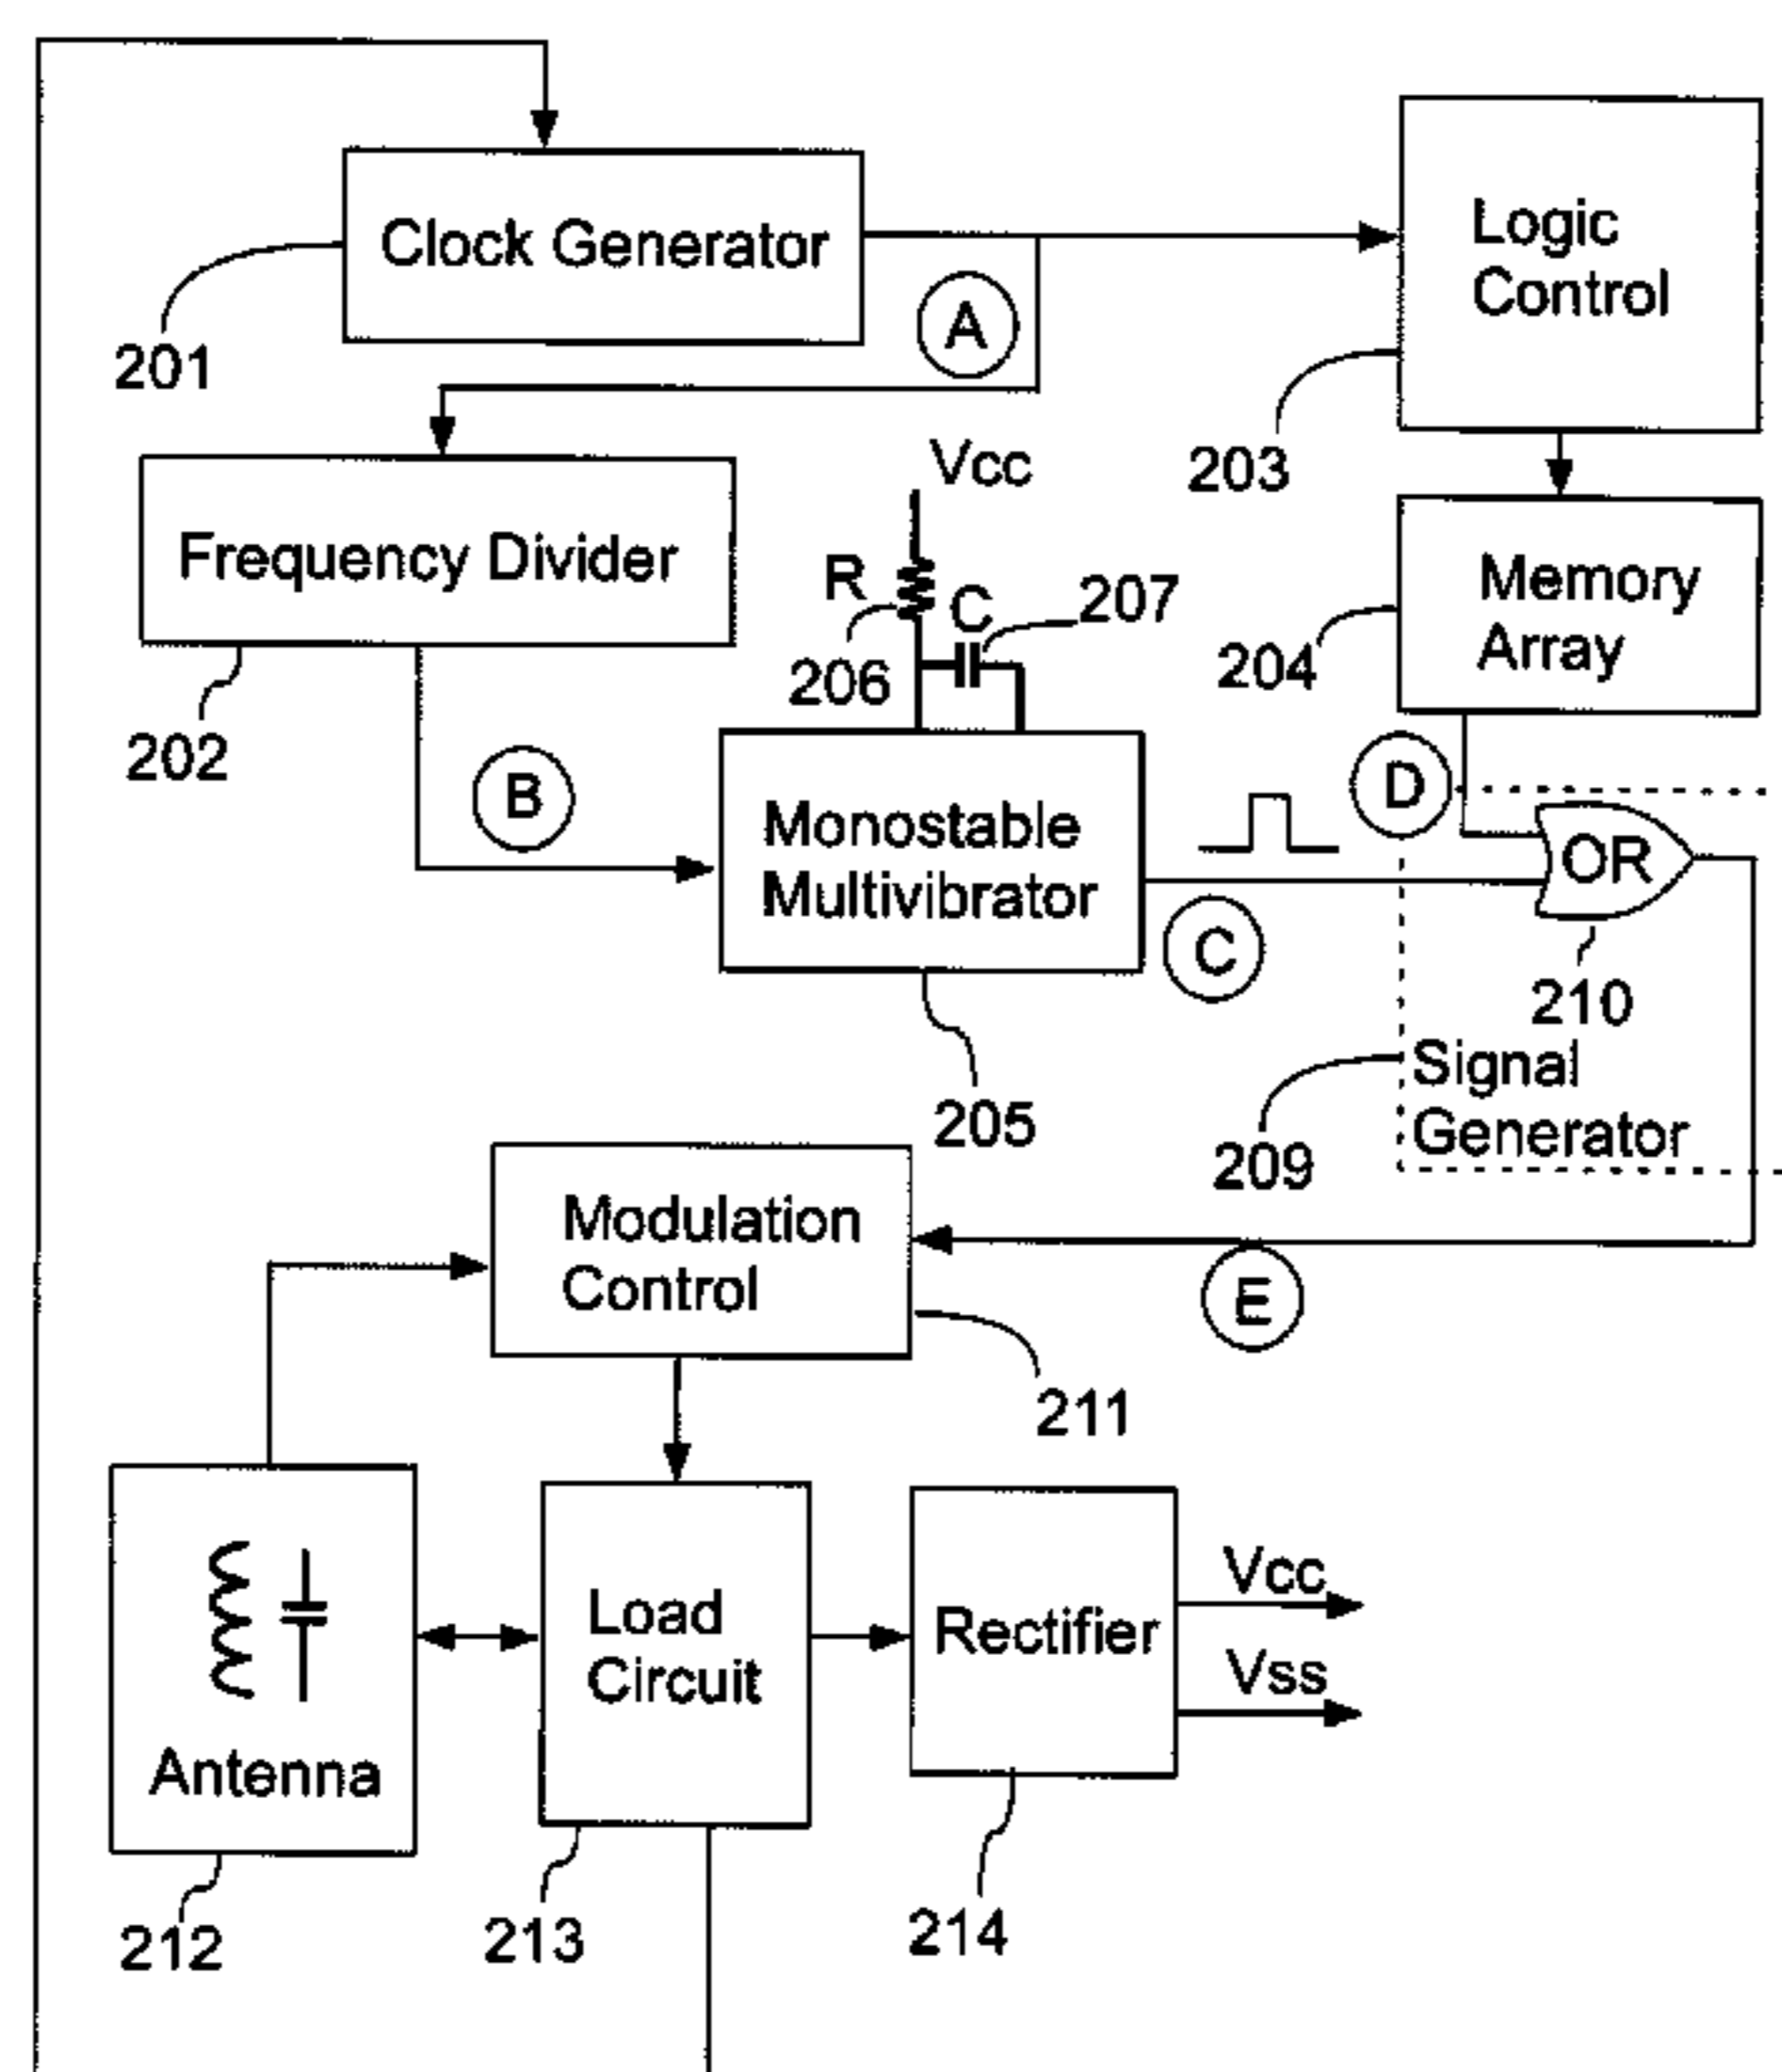 Clock Generator
201
A
Logic
Control
203
Frequency Divider
202
Vcc
R
C
206
207
Memory
Array
204
B
Monostable
Multivibrator
205
C
D
OR
210
Signal
Generator
209
Modulation
Control
211
E
Antenna
212
Load
Circuit
213
Rectifier
214
Vcc
Vss